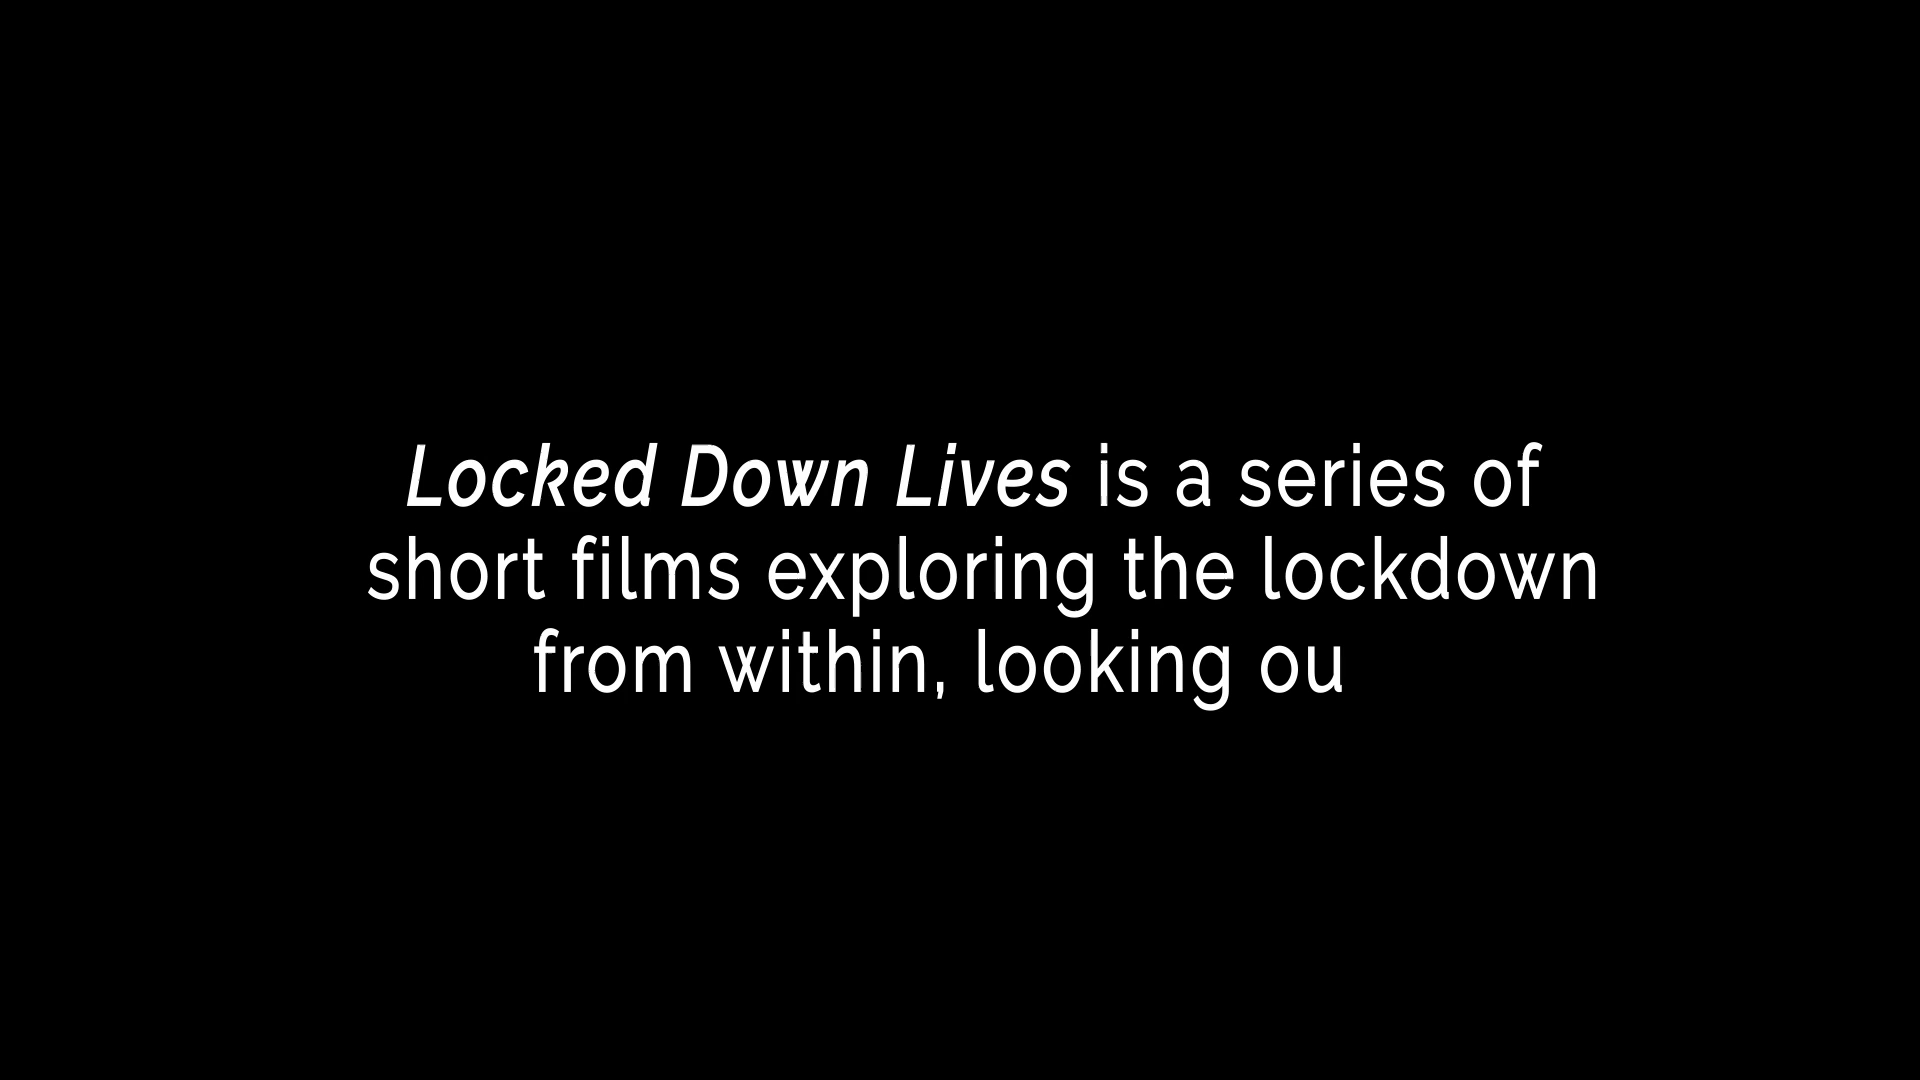 Locked Down Lives is a series of
short films exploring the lockdown
from within, looking ou